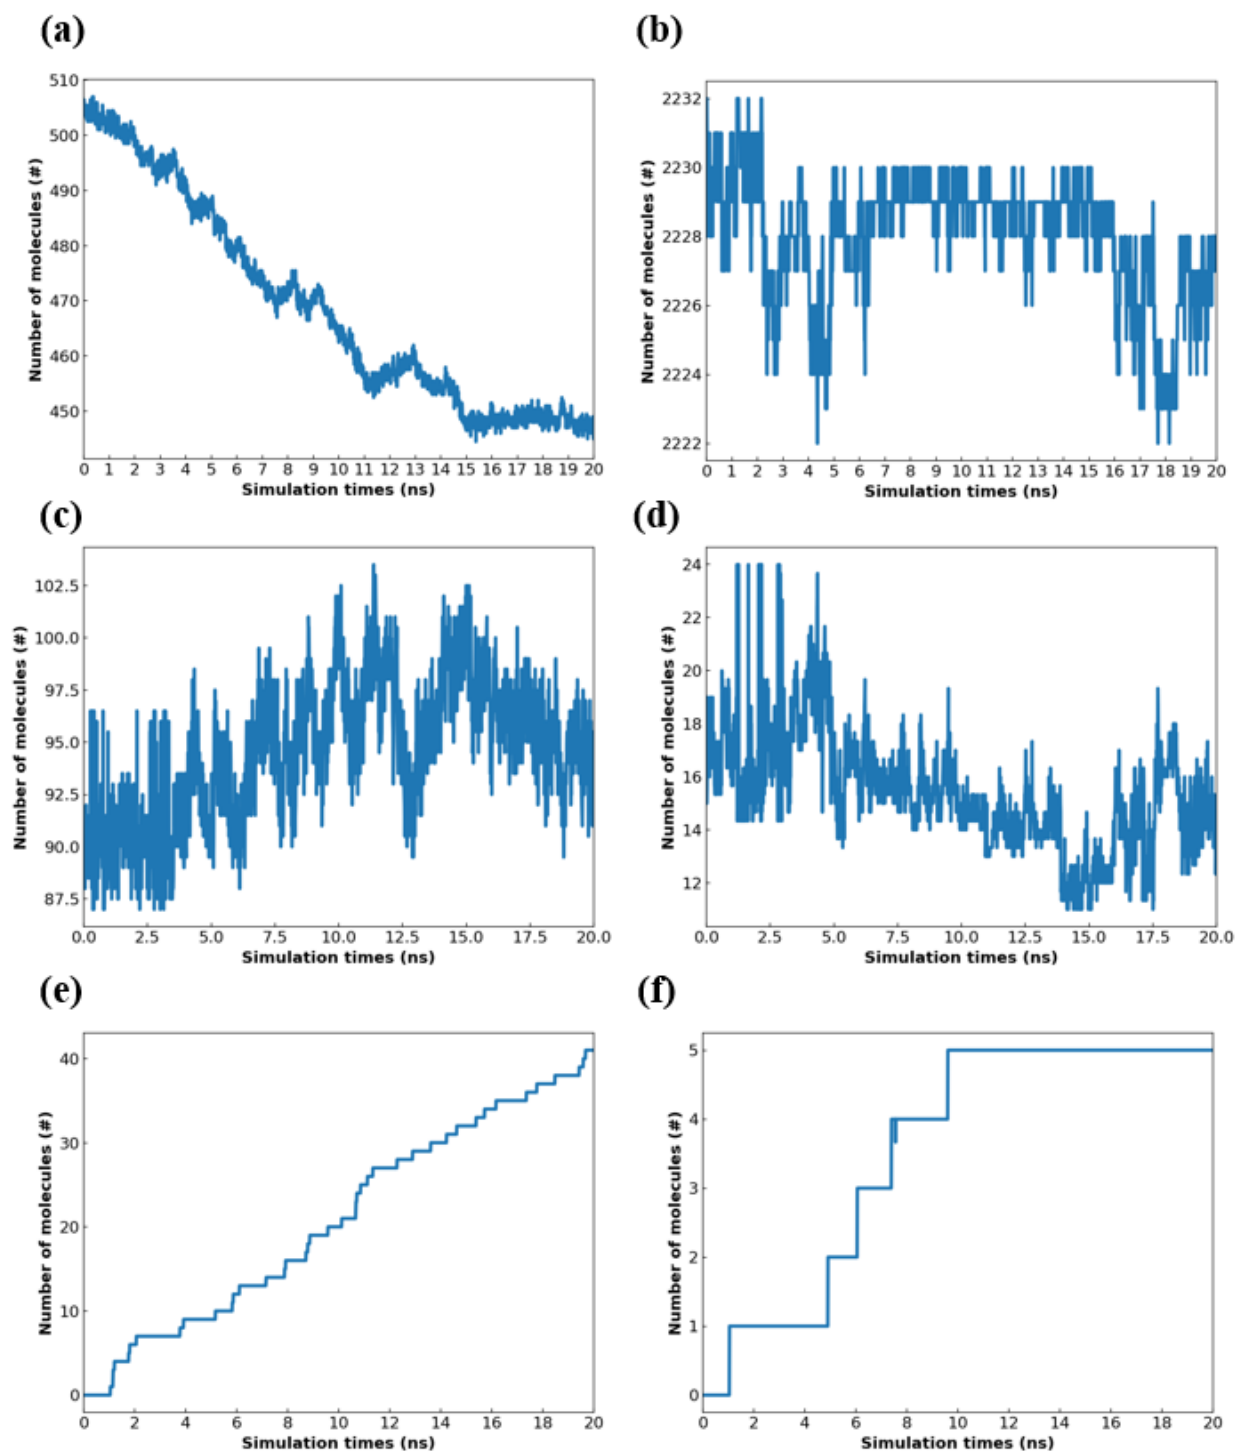 (a)
510
500
490
480
470
460
450
Number of molecules (#)
0 1 2 3 4 5 6 7 8 9 10 11 12 13 14 15 16 17 18 19 20
Simulation times (ns)
(b)
2232
2230
2228
2226
2224
2222
Number of molecules (#)
0 1 2 3 4 5 6 7 8 9 10 11 12 13 14 15 16 17 18 19 20
Simulation times (ns)
(c)
102.5
100.0
97.5
95.0
92.5
90.0
87.5
Number of molecules (#)
0.0 2.5 5.0 7.5 10.0 12.5 15.0 17.5 20.0
Simulation times (ns)
(d)
24
22
20
18
16
14
12
Number of molecules (#)
0.0 2.5 5.0 7.5 10.0 12.5 15.0 17.5 20.0
Simulation times (ns)
(e)
40
30
20
10
0
Number of molecules (#)
0 2 4 6 8 10 12 14 16 18 20
Simulation times (ns)
(f)
5
4
3
2
1
0
Number of molecules (#)
0 2 4 6 8 10 12 14 16 18 20
Simulation times (ns)